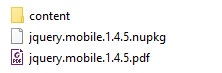 content
jquery.mobile.1.4.5.nupkg
jquery.mobile.1.4.5.pdf